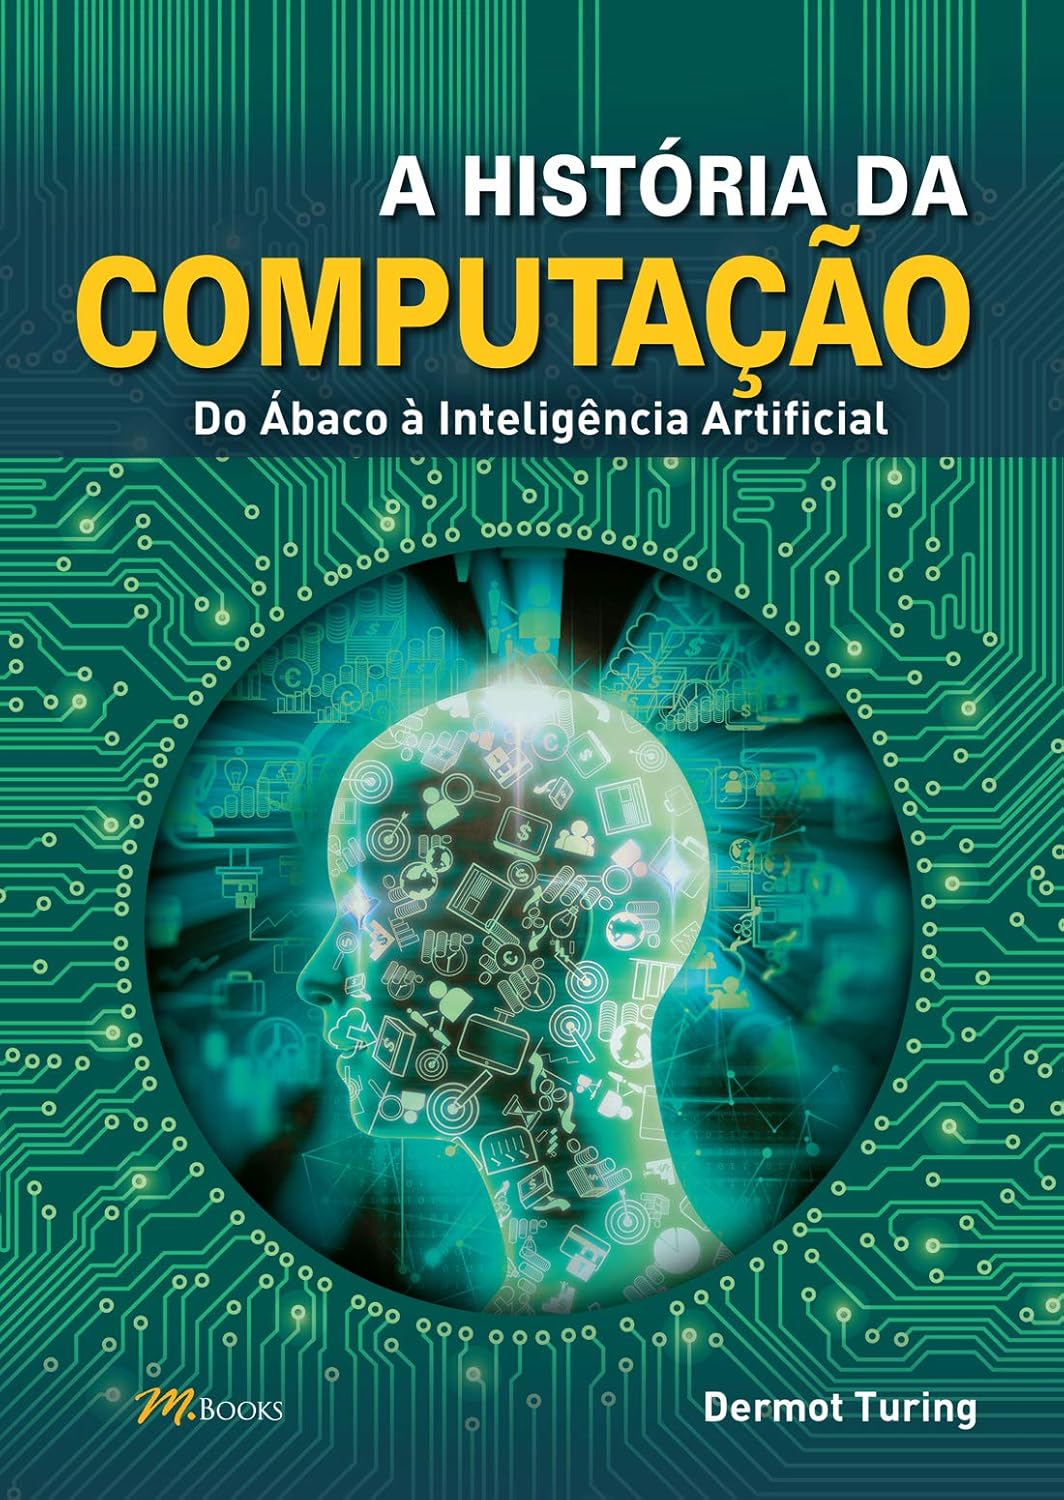 A HISTÓRIA DA
COMPUTAÇÃO
Do Ábaco à Inteligência Artificial
M.BOOKS
Dermot Turing